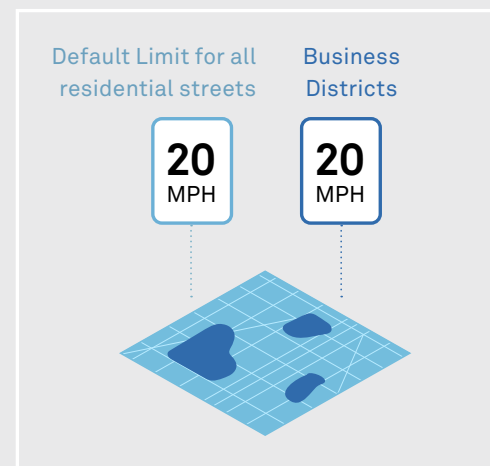 Default Limit for all
residential streets
Business
Districts
20
MPH
20
MPH